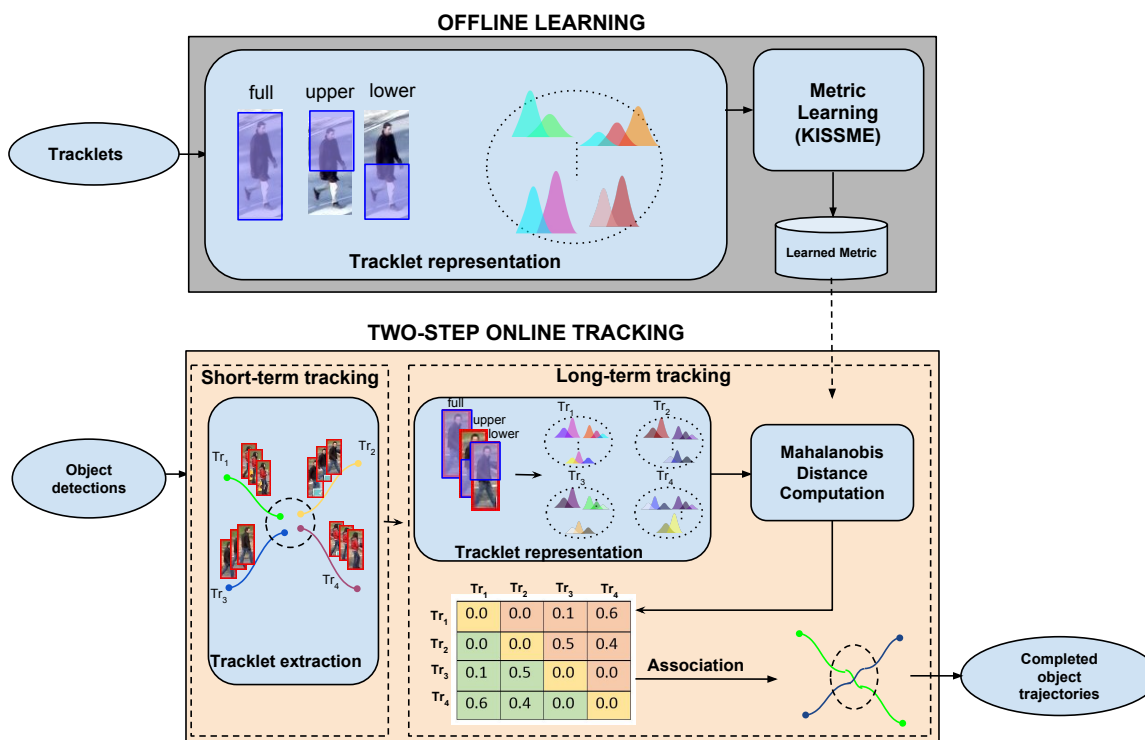 OFFLINE LEARNING
full upper lower
Tracklets
Tracklet representation
Metric
Learning
(KISSME)
Learned Metric
TWO-STEP ONLINE TRACKING
Short-term tracking
Long-term tracking
Object
detections
Tr1
Tr2
Tr3
Tr4
Tracklet extraction
full
upper
lower
Tr1
Tr2
Tr3
Tr4
Tracklet representation
Mahalanobis
Distance
Computation
Tr1 Tr2 Tr3 Tr4
Tr1 0.0 0.0 0.1 0.6
Tr2 0.0 0.0 0.5 0.4
Tr3 0.1 0.5 0.0 0.0
Tr4 0.6 0.4 0.0 0.0
Association
Completed
object
trajectories